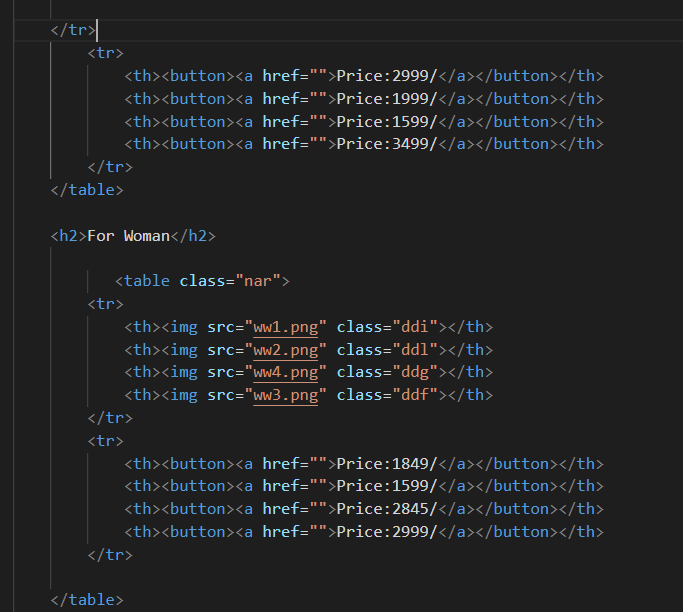 </tr>
<tr>
<th><button><a href="">Price:2999/</a></button></th>
<th><button><a href="">Price:1999/</a></button></th>
<th><button><a href="">Price:1599/</a></button></th>
<th><button><a href="">Price:3499/</a></button></th>
</tr>
</table>
<h2>For Woman</h2>
<table class="nar">
<tr>
<th><img src="ww1.png" class="ddi"></th>
<th><img src="ww2.png" class="ddl"></th>
<th><img src="ww4.png" class="ddg"></th>
<th><img src="ww3.png" class="ddf"></th>
</tr>
<tr>
<th><button><a href="">Price:1849/</a></button></th>
<th><button><a href="">Price:1599/</a></button></th>
<th><button><a href="">Price:2845/</a></button></th>
<th><button><a href="">Price:2999/</a></button></th>
</tr>
</table>